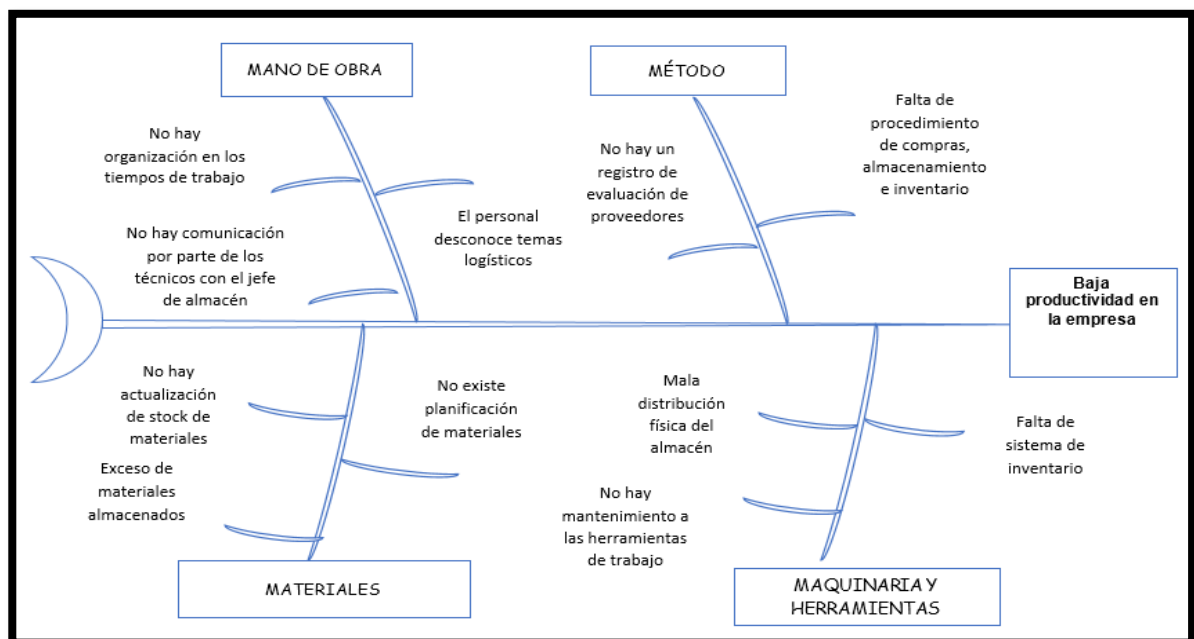 MANO DE OBRA
No hay
organización en los
tiempos de trabajo
No hay comunicación
por parte de los
técnicos con el jefe
de almacén
El personal
desconoce temas
logísticos
MÉTODO
No hay un
registro de
evaluación de
proveedores
Falta de
procedimiento
de compras,
almacenamiento
e inventario
Baja
productividad en
la empresa
No hay
actualización
de stock de
materiales
Exceso de
materiales
almacenados
No existe
planificación
de materiales
MATERIALES
Mala
distribución
física del
almacén
No hay
mantenimiento a
las herramientas
de trabajo
Falta de
sistema de
inventario
MAQUINARIA Y
HERRAMIENTAS